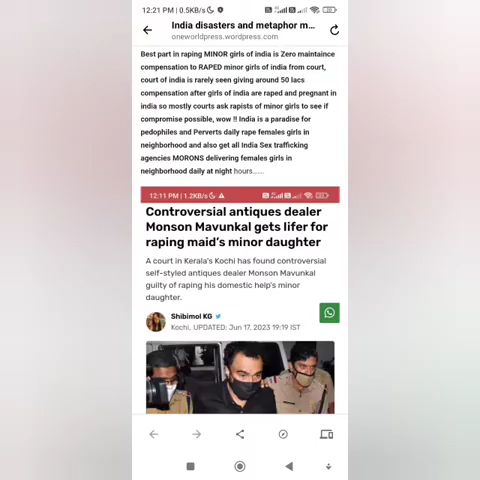 12:21 PM | 0.5KB/s
India disasters and metaphor m...
oneworldpress.wordpress.com
Best part in raping MINOR girls of india is Zero maintaince
compensation to RAPED minor girls of india from court,
court of india is rarely seen giving around 50 lacs
compensation after girls of india are raped and pregnant in
india so mostly courts ask rapists of minor girls to see if
compromise possible, wow !! India is a paradise for
pedophiles and Perverts daily rape females girls in
neighborhood and also get all India Sex trafficking
agencies MORONS delivering females girls in
neighborhood daily at night hours......
12:11 PM | 1.2KB/s
Controversial antiques dealer
Monson Mavunkal gets lifer for
raping maid's minor daughter
A court in Kerala's Kochi has found controversial
self-styled antiques dealer Monson Mavunkal
guilty of raping his domestic help's minor
daughter.
Shibimol KG
Kochi, UPDATED: Jun 17, 2023 19:19 IST